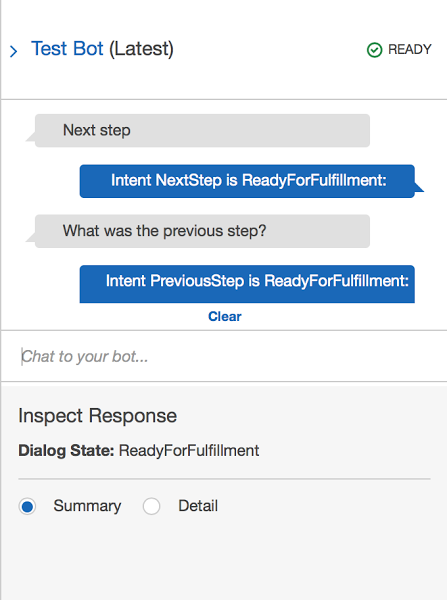 Test Bot (Latest) READY
Next step
Intent NextStep is ReadyForFulfillment:
What was the previous step?
Intent PreviousStep is ReadyForFulfillment:
Clear
Chat to your bot...
Inspect Response
Dialog State: ReadyForFulfillment
Summary Detail